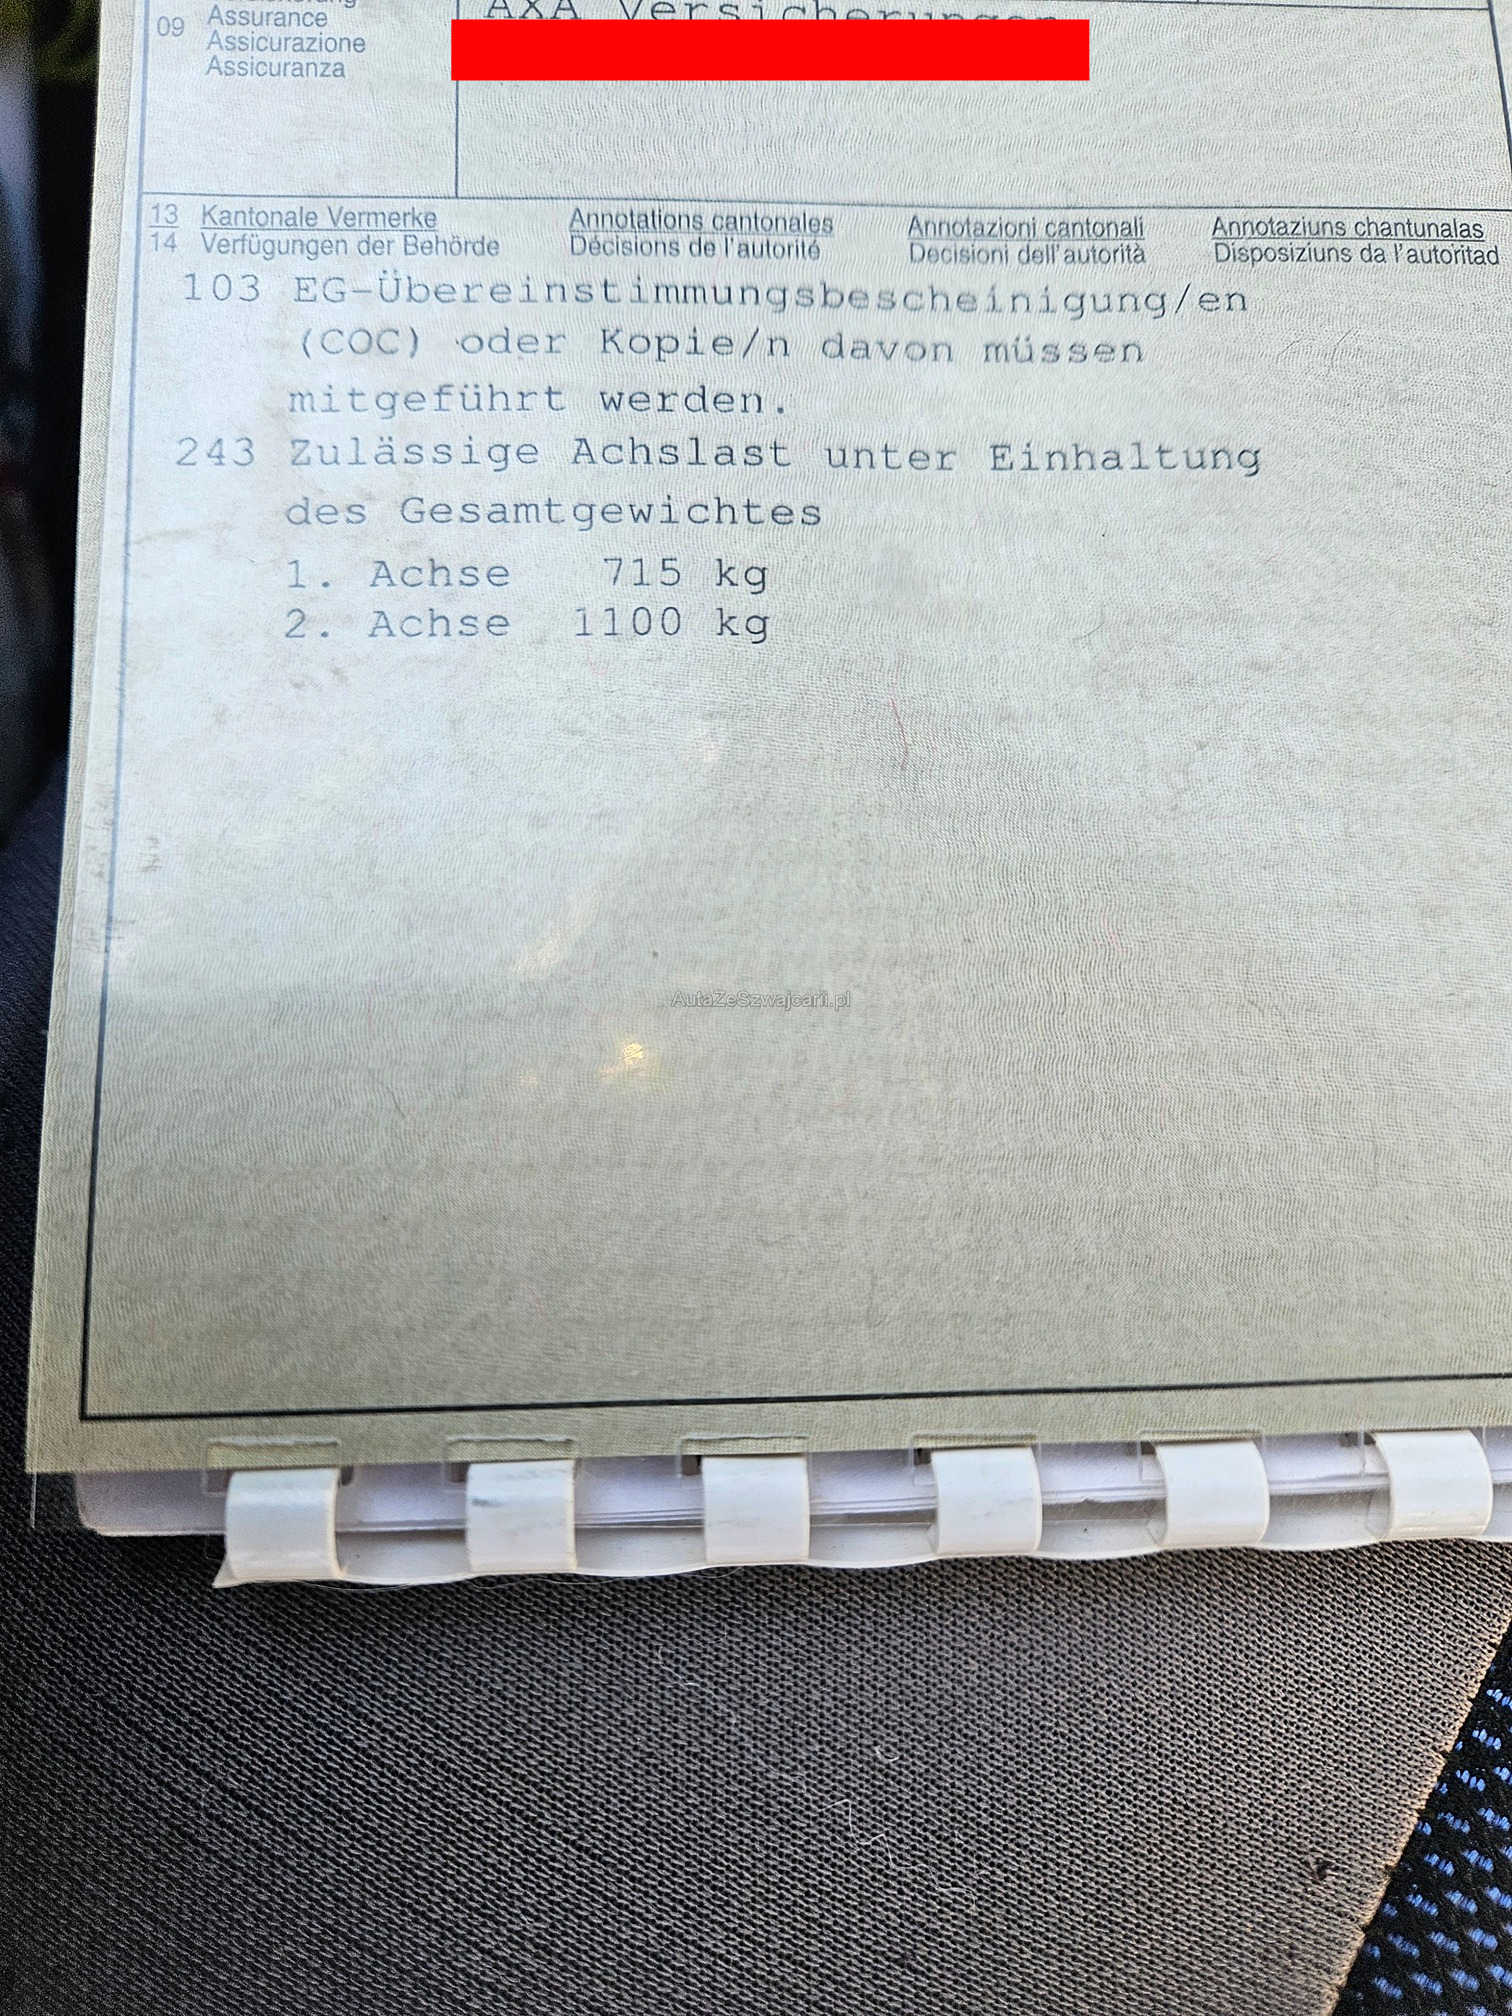 09 Assurance AXA Versicherungen
Assicurazione
Assicuranza
13 Kantonale Vermerke Annotations cantonales Annotazioni cantonali Annotaziuns chantunalas
14 Verfügungen der Behörde Décisions de l'autorité Decisioni dell'autorità Disposiziuns da l'autoritad
103 EG-Übereinstimmungsbescheinigung/en
(COC) oder Kopie/n davon müssen
mitgeführt werden.
243 Zulässige Achslast unter Einhaltung
des Gesamtgewichtes
1. Achse 715 kg
2. Achse 1100 kg
AutaZeSzwajcarii.pl